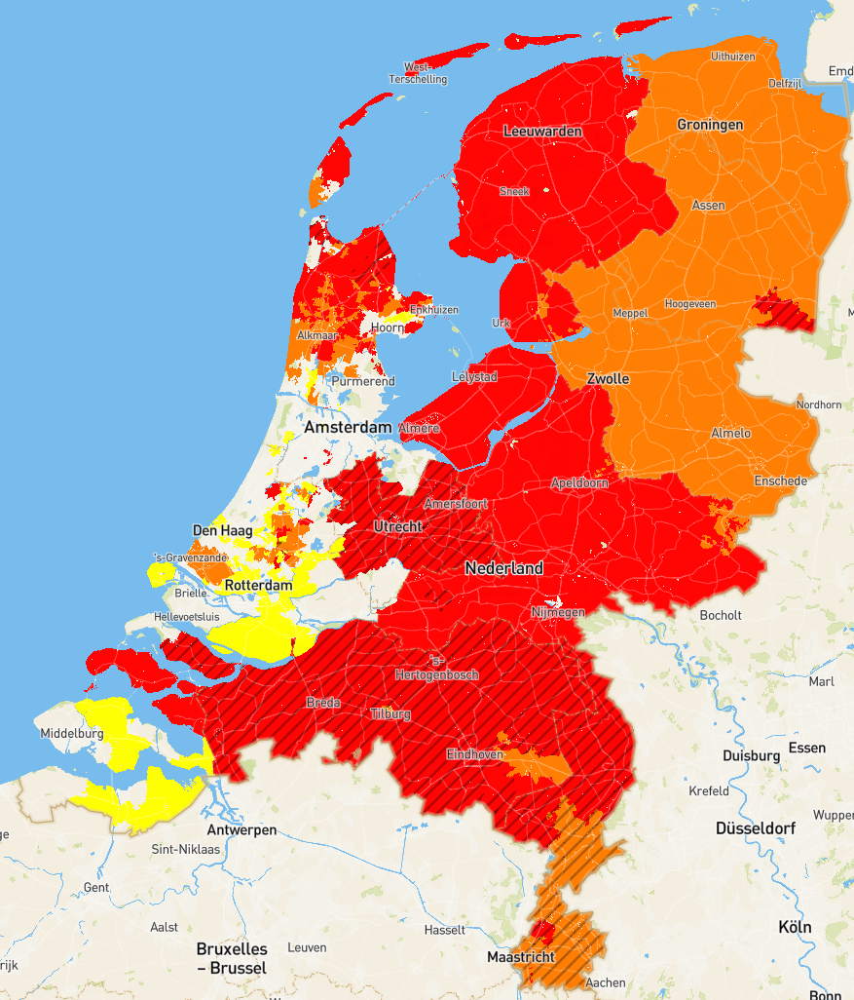 Uithuizen
West-
Terschelling
Emd
Delfzijl
Leeuwarden
Groningen
Sneek
Assen
Hoogeveen
Enkhuizen
Meppel
Urk
Hoorn
Alkmaar
M
Lelystad
Zwolle
Purmerend
Nordhorn
Amsterdam
Almere
Almelo
Enschede
Apeldoorn
Amersfoort
Utrecht
Den Haag
's-Gravenzande
Nederland
Rotterdam
Brielle
Hellevoetsluis
Nijmegen
Bocholt
's-
Hertogenbosch
Marl
Breda
Tilburg
Middelburg
Eindhoven
Duisburg
Essen
Krefeld
Wupper
Düsseldorf
Antwerpen
ge
Sint-Niklaas
Gent
Aalst
Hasselt
Köln
Bruxelles
– Brussel
Leuven
Maastricht
rijk
Aachen
Bonn